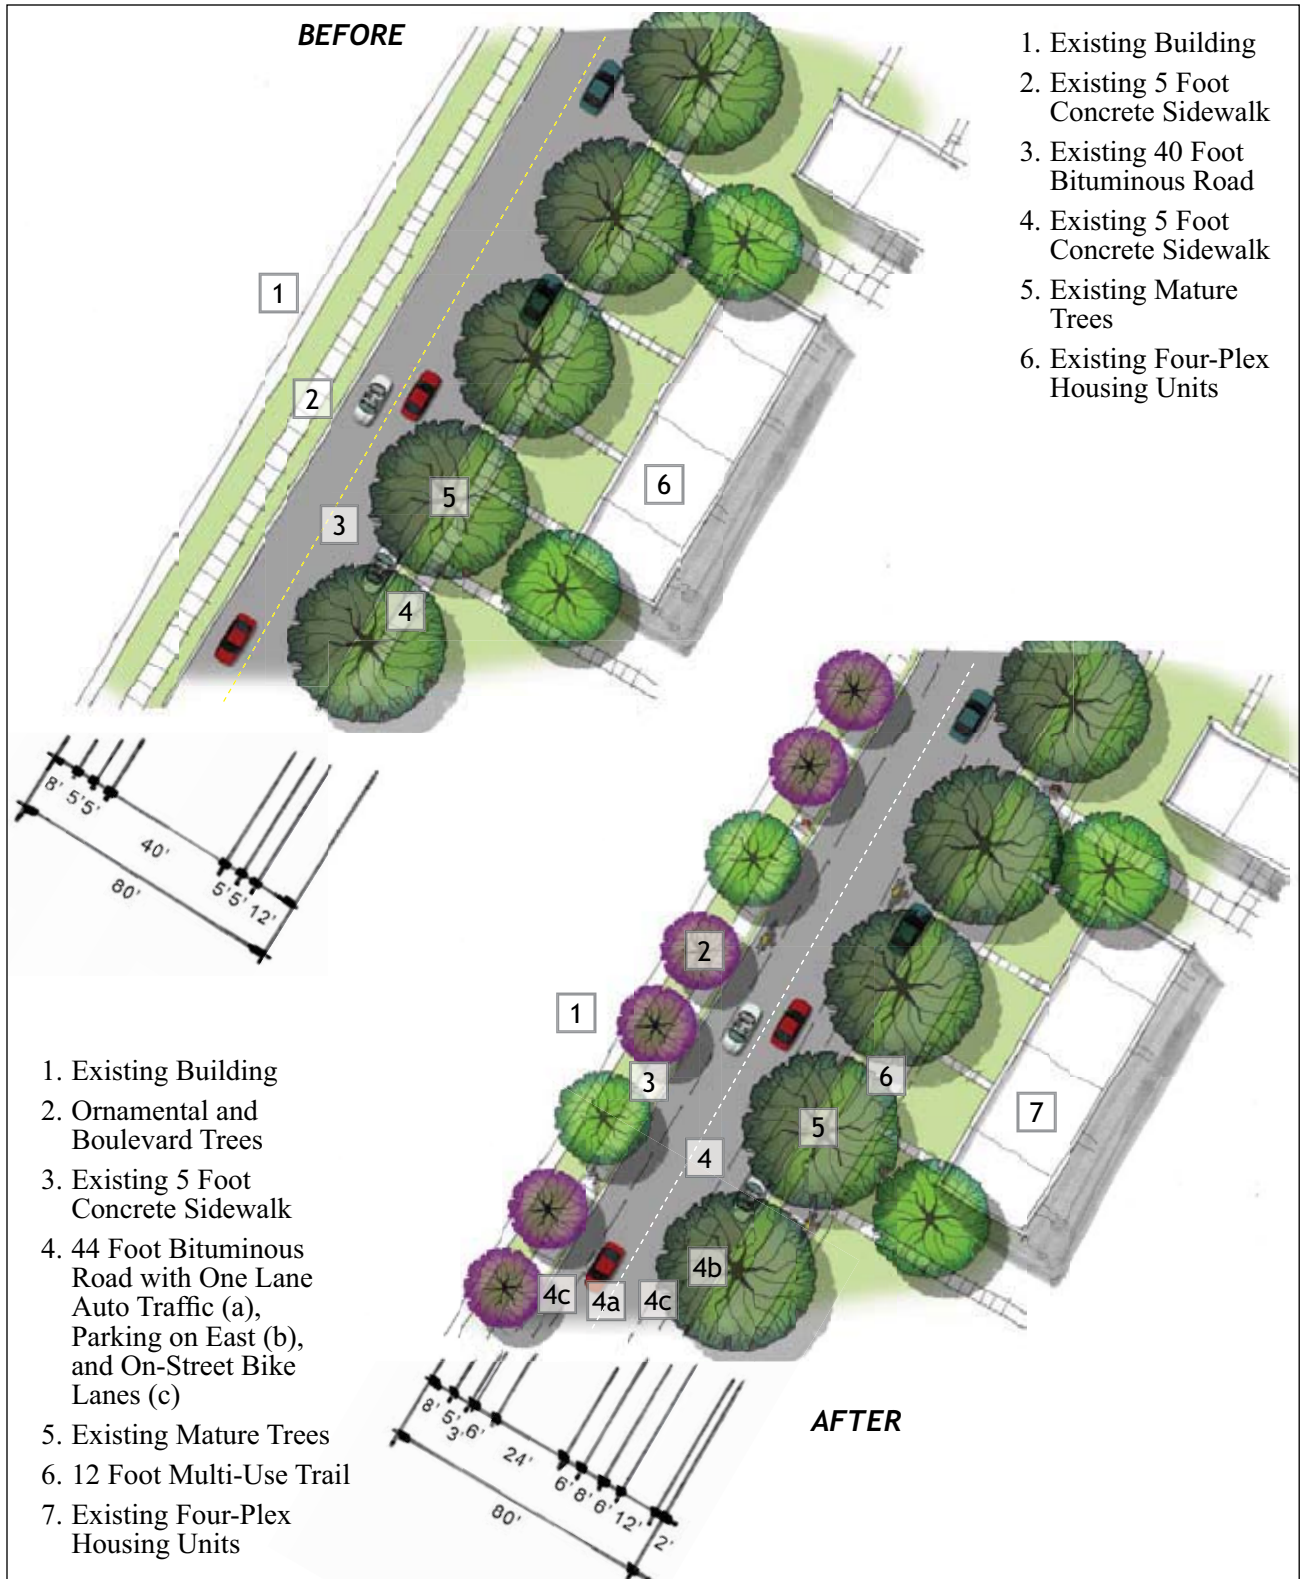 BEFORE
1. Existing Building
2. Existing 5 Foot
Concrete Sidewalk
3. Existing 40 Foot
Bituminous Road
4. Existing 5 Foot
Concrete Sidewalk
5. Existing Mature
Trees
6. Existing Four-Plex
Housing Units
1
2
3
4
5
6
8' 5' 5'
40'
5' 5' 12'
80'
1
2
3
4
5
6
7
4b
4c
4a
4c
1. Existing Building
2. Ornamental and
Boulevard Trees
3. Existing 5 Foot
Concrete Sidewalk
4. 44 Foot Bituminous
Road with One Lane
Auto Traffic (a),
Parking on East (b),
and On-Street Bike
Lanes (c)
5. Existing Mature Trees
6. 12 Foot Multi-Use Trail
7. Existing Four-Plex
Housing Units
8' 5' 3' 6'
24'
6' 8' 6' 12' 2'
80'
AFTER